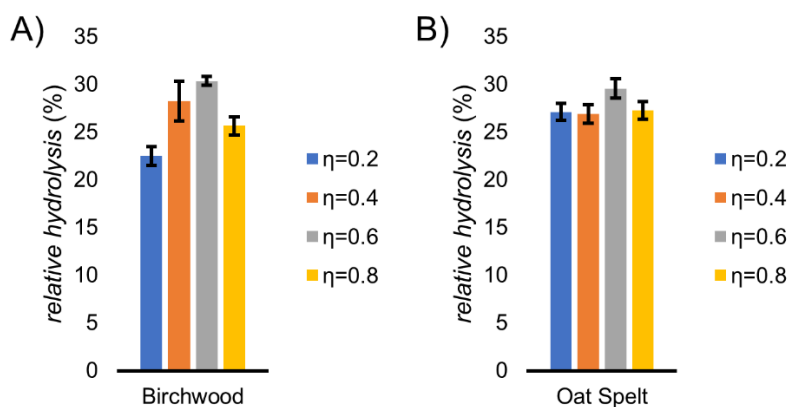 A)
relative hydrolysis (%)
35
30
25
20
15
10
5
0
Birchwood
η=0.2
η=0.4
η=0.6
η=0.8
B)
relative hydrolysis (%)
35
30
25
20
15
10
5
0
Oat Spelt
η=0.2
η=0.4
η=0.6
η=0.8